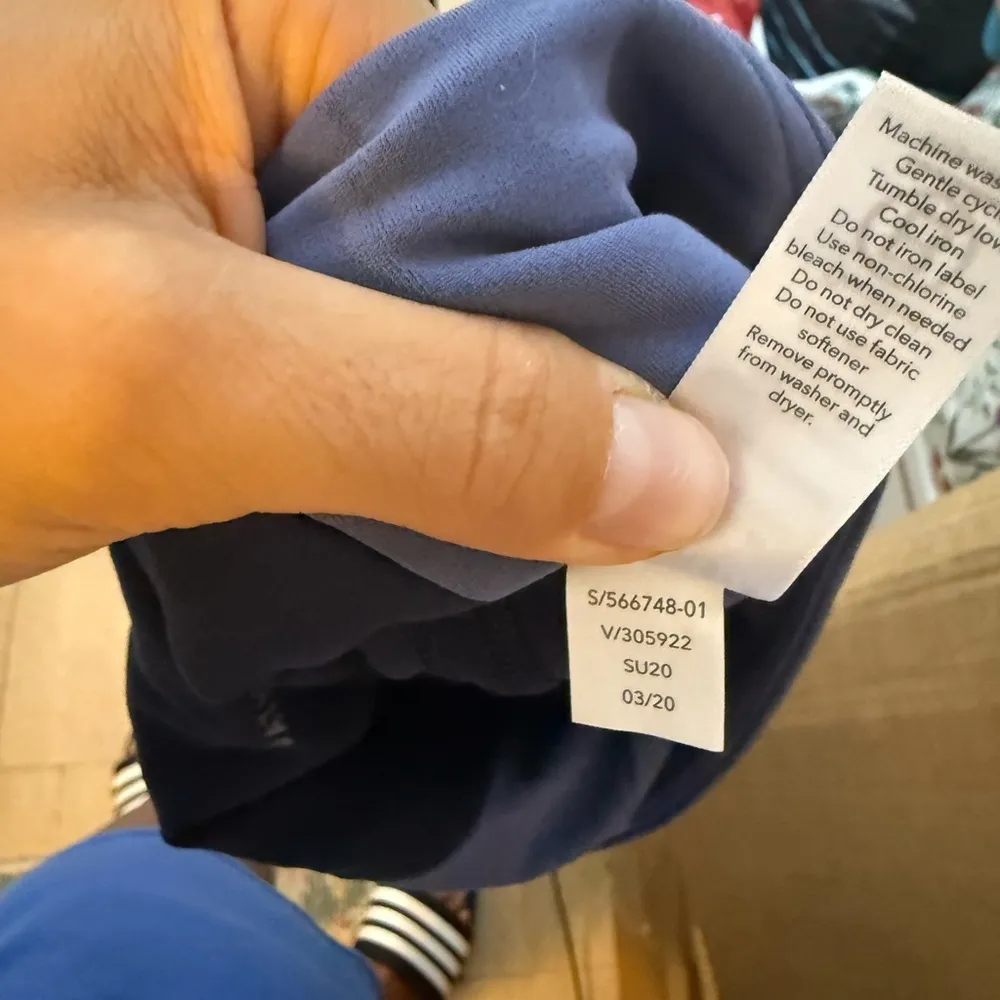 Machine was
Gentle cycl
Tumble dry low
Cool iron
Do not iron label
Use non-chlorine
bleach when needed
Do not dry clean
Do not use fabric
softener
Remove promptly
from washer and
dryer.
S/566748-01
V/305922
SU20
03/20